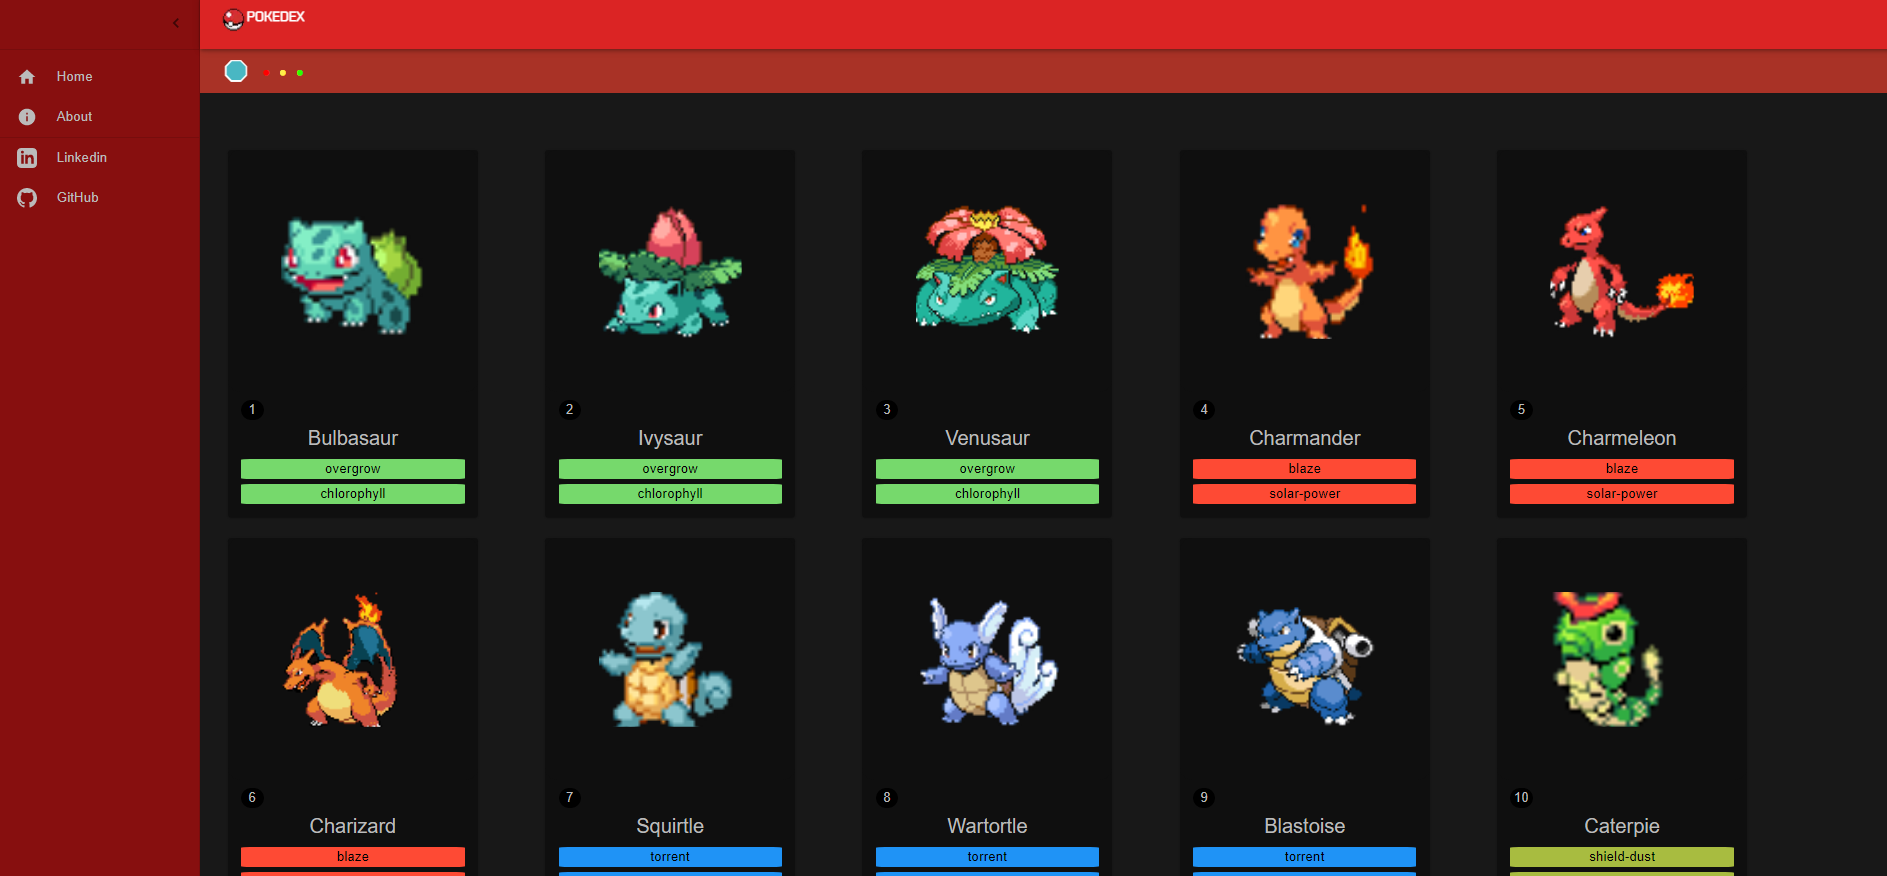 POKEDEX
Home
About
Linkedin
GitHub
1
Bulbasaur
overgrow
chlorophyll
2
Ivysaur
overgrow
chlorophyll
3
Venusaur
overgrow
chlorophyll
4
Charmander
blaze
solar-power
5
Charmeleon
blaze
solar-power
6
Charizard
blaze
7
Squirtle
torrent
8
Wartortle
torrent
9
Blastoise
torrent
10
Caterpie
shield-dust